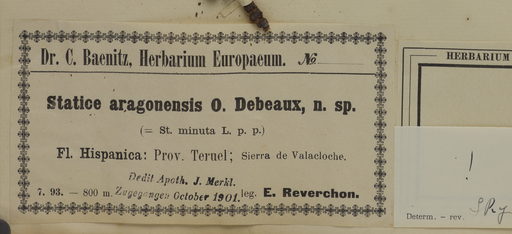 Dr. C. Baenitz, Herbarium Europaeum. No
Statice aragonensis O. Debeaux, n. sp.
(= St. minuta L. p. p.)
Fl. Hispanica: Prov. Teruel; Sierra de Valacloche.
Dedit Apoth. J. Merkl.
7. 93. — 800 m. Zugegangen October 1901. leg. E. Reverchon.
HERBARIUM
!
Determ. - rev.